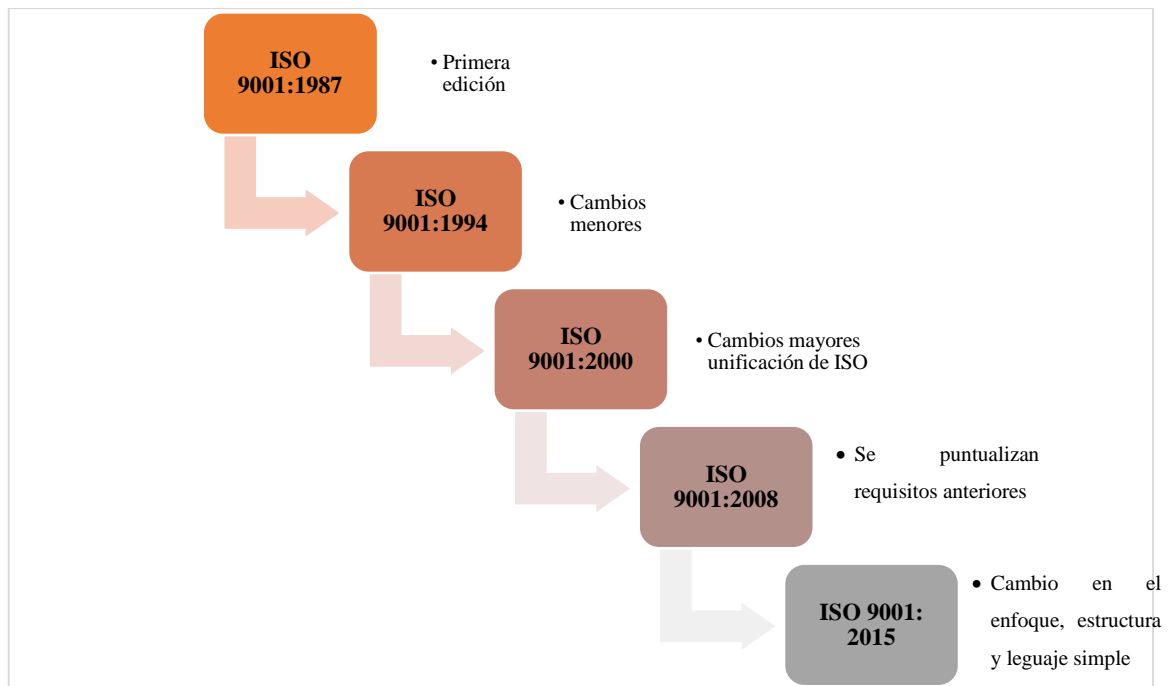 ISO
9001:1987
• Primera
edición
ISO
9001:1994
• Cambios
menores
ISO
9001:2000
• Cambios mayores
unificación de ISO
ISO
9001:2008
• Se puntualizan
requisitos anteriores
ISO 9001:
2015
• Cambio en el
enfoque, estructura
y leguaje simple